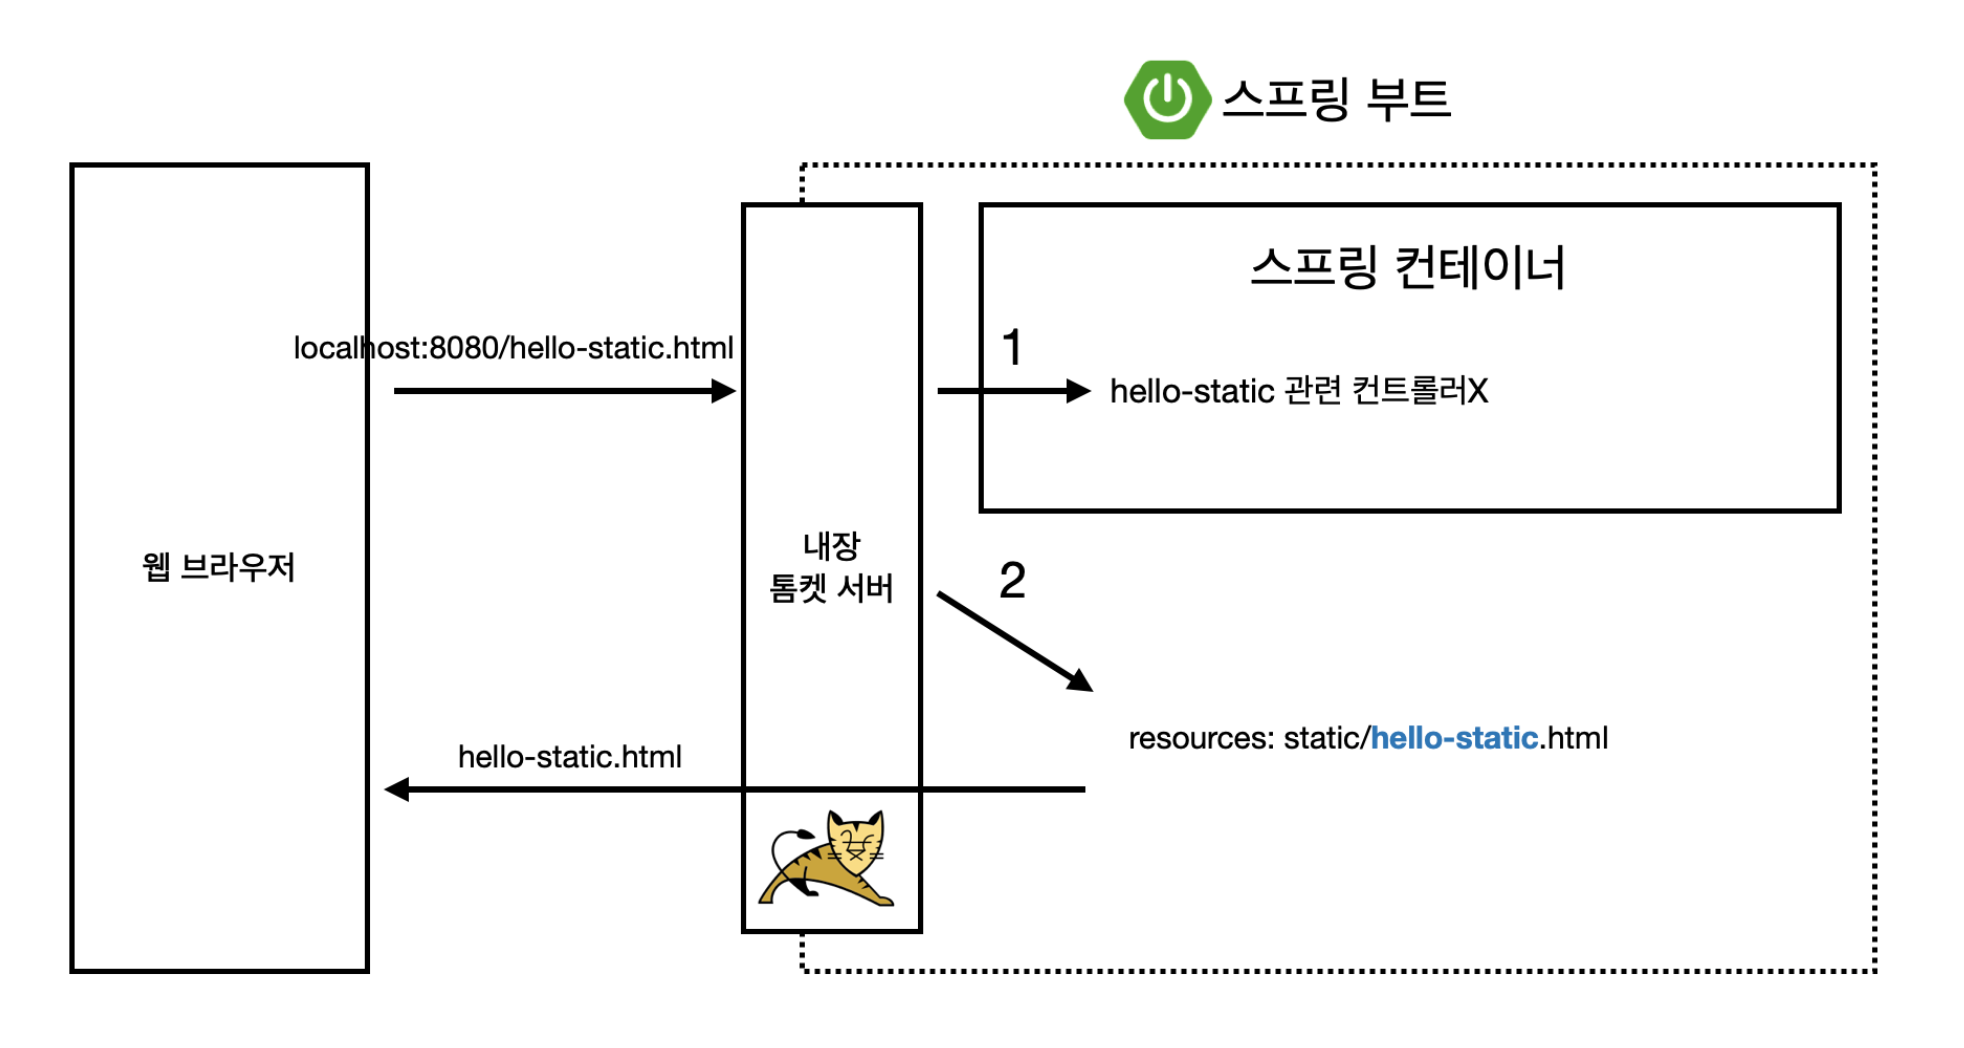 스프링 부트
스프링 컨테이너
localhost:8080/hello-static.html
1
hello-static 관련 컨트롤러X
웹 브라우저
내장
톰켓 서버
2
resources: static/hello-static.html
hello-static.html